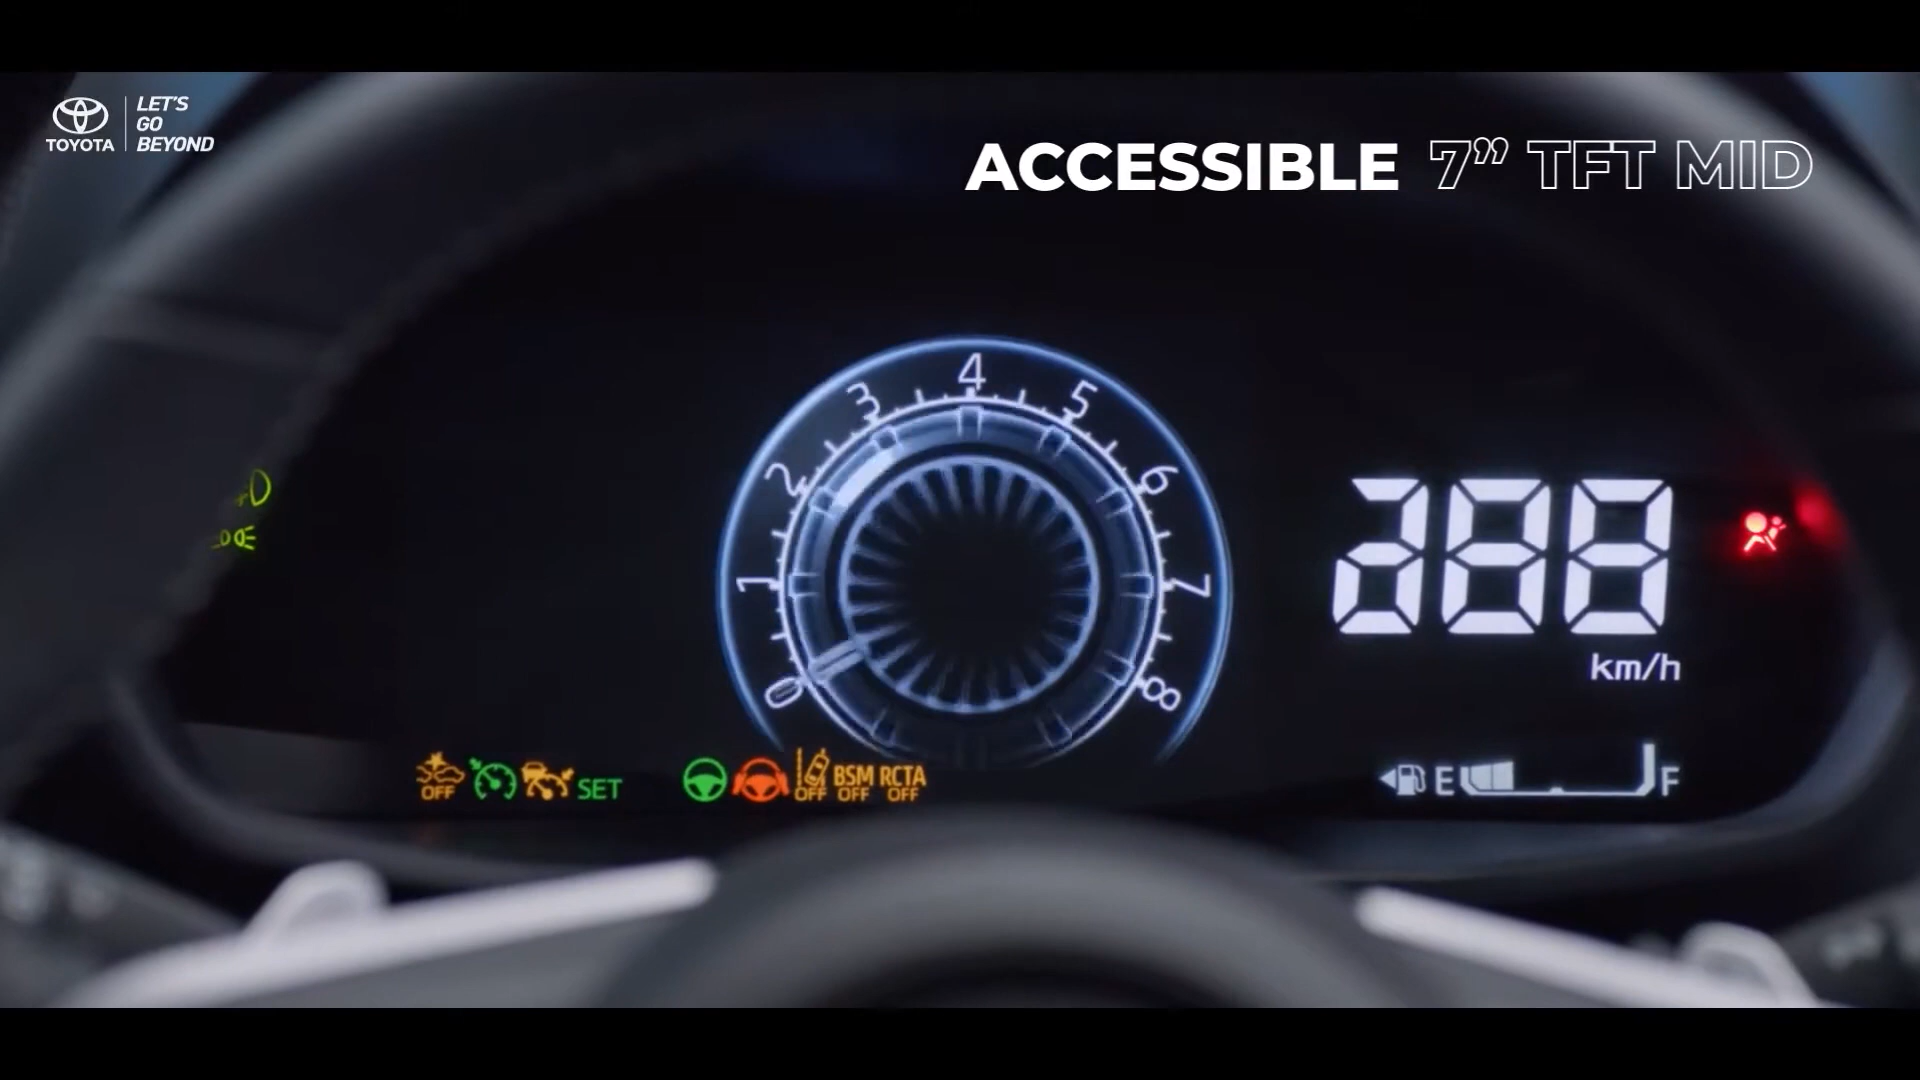 LET'S
GO
BEYOND
TOYOTA
ACCESSIBLE 7” TFT MID
0 1 2 3 4 5 6 7 8
km/h
E F
OFF SET OFF BSM OFF RCTA OFF